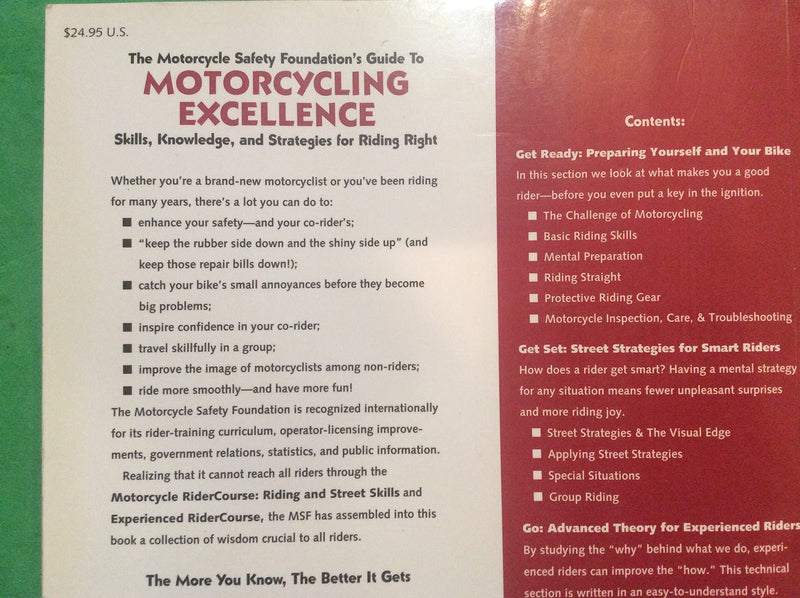 $24.95 U.S.
The Motorcycle Safety Foundation's Guide To
MOTORCYCLING
EXCELLENCE
Skills, Knowledge, and Strategies for Riding Right
Whether you're a brand-new motorcyclist or you've been riding
for many years, there's a lot you can do to:
■ enhance your safety—and your co-rider's;
■ "keep the rubber side down and the shiny side up" (and
keep those repair bills down!);
■ catch your bike's small annoyances before they become
big problems;
■ inspire confidence in your co-rider;
■ travel skillfully in a group;
■ improve the image of motorcyclists among non-riders;
■ ride more smoothly—and have more fun!
The Motorcycle Safety Foundation is recognized internationally
for its rider-training curriculum, operator-licensing improve-
ments, government relations, statistics, and public information.
Realizing that it cannot reach all riders through the
Motorcycle RiderCourse: Riding and Street Skills and
Experienced RiderCourse, the MSF has assembled into this
book a collection of wisdom crucial to all riders.
The More You Know, The Better It Gets
Contents:
Get Ready: Preparing Yourself and Your Bike
In this section we look at what makes you a good
rider—before you even put a key in the ignition.
■ The Challenge of Motorcycling
■ Basic Riding Skills
■ Mental Preparation
■ Riding Straight
■ Protective Riding Gear
■ Motorcycle Inspection, Care, & Troubleshooting
Get Set: Street Strategies for Smart Riders
How does a rider get smart? Having a mental strategy
for any situation means fewer unpleasant surprises
and more riding joy.
■ Street Strategies & The Visual Edge
■ Applying Street Strategies
■ Special Situations
■ Group Riding
Go: Advanced Theory for Experienced Riders
By studying the "why" behind what we do, experi-
enced riders can improve the "how." This technical
section is written in an easy-to-understand style.